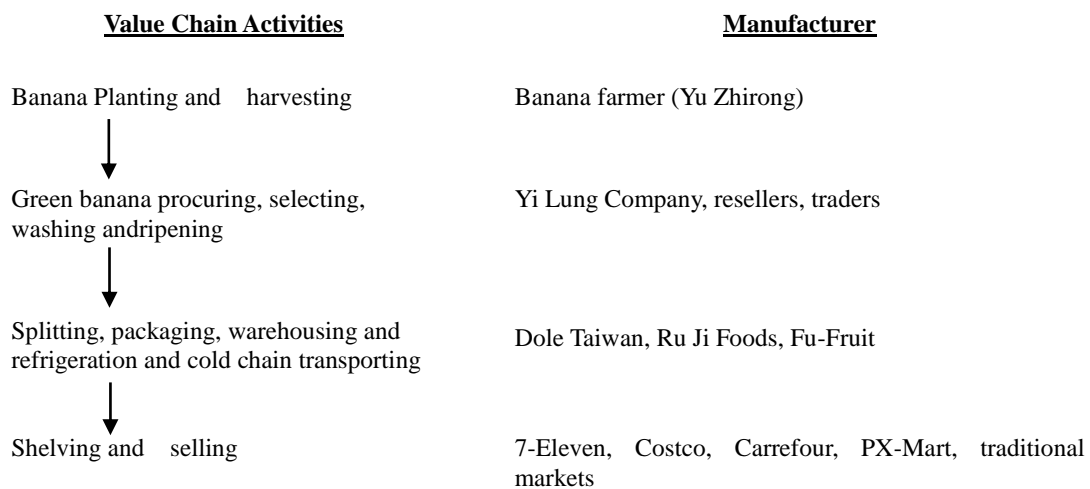 Value Chain Activities
Manufacturer
Banana Planting and harvesting
Banana farmer (Yu Zhirong)
Green banana procuring, selecting,
washing andripening
Yi Lung Company, resellers, traders
Splitting, packaging, warehousing and
refrigeration and cold chain transporting
Dole Taiwan, Ru Ji Foods, Fu-Fruit
Shelving and selling
7-Eleven, Costco, Carrefour, PX-Mart, traditional
markets